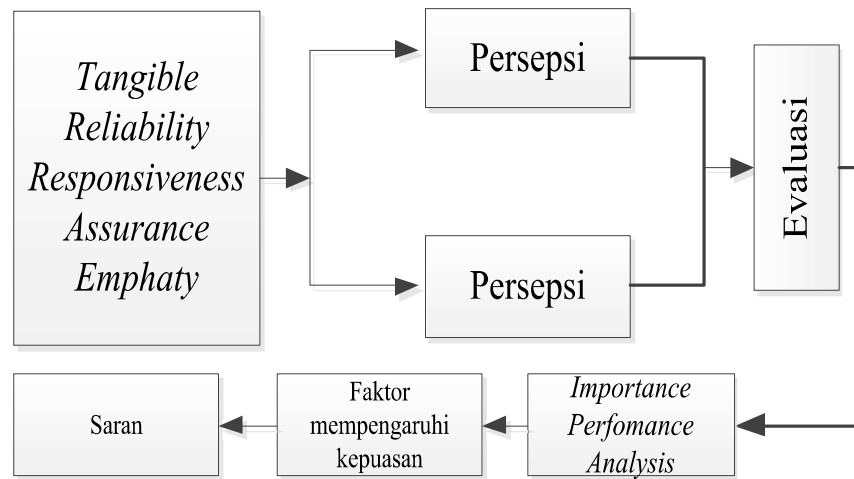 Tangible
Reliability
Responsiveness
Assurance
Emphaty
Persepsi
Persepsi
Evaluasi
Importance
Perfomance
Analysis
Faktor
mempengaruhi
kepuasan
Saran